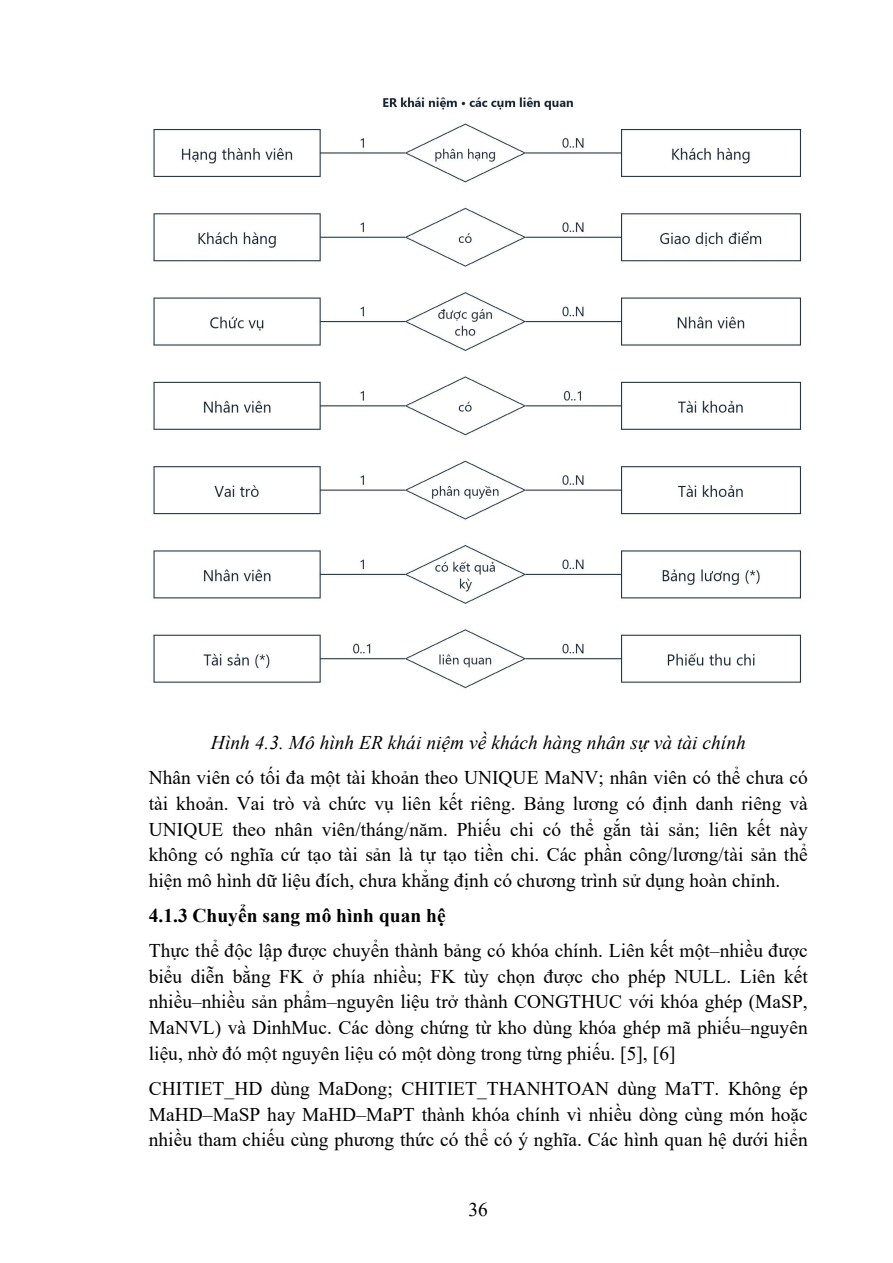 ER khái niệm • các cụm liên quan
Hạng thành viên 1 phân hạng 0..N Khách hàng
Khách hàng 1 có 0..N Giao dịch điểm
Chức vụ 1 được gán cho 0..N Nhân viên
Nhân viên 1 có 0..1 Tài khoản
Vai trò 1 phân quyền 0..N Tài khoản
Nhân viên 1 có kết quả kỳ 0..N Bảng lương (*)
Tài sản (*) 0..1 liên quan 0..N Phiếu thu chi
Hình 4.3. Mô hình ER khái niệm về khách hàng nhân sự và tài chính
Nhân viên có tối đa một tài khoản theo UNIQUE MaNV; nhân viên có thể chưa có
tài khoản. Vai trò và chức vụ liên kết riêng. Bảng lương có định danh riêng và
UNIQUE theo nhân viên/tháng/năm. Phiếu chi có thể gắn tài sản; liên kết này
không có nghĩa cứ tạo tài sản là tự tạo tiền chi. Các phần công/lương/tài sản thể
hiện mô hình dữ liệu đích, chưa khẳng định có chương trình sử dụng hoàn chỉnh.
4.1.3 Chuyển sang mô hình quan hệ
Thực thể độc lập được chuyển thành bảng có khóa chính. Liên kết một–nhiều được
biểu diễn bằng FK ở phía nhiều; FK tùy chọn được cho phép NULL. Liên kết
nhiều–nhiều sản phẩm–nguyên liệu trở thành CONGTHUC với khóa ghép (MaSP,
MaNVL) và DinhMuc. Các dòng chứng từ kho dùng khóa ghép mã phiếu–nguyên
liệu, nhờ đó một nguyên liệu có một dòng trong từng phiếu. [5], [6]
CHITIET_HD dùng MaDong; CHITIET_THANHTOAN dùng MaTT. Không ép
MaHD–MaSP hay MaHD–MaPT thành khóa chính vì nhiều dòng cùng món hoặc
nhiều tham chiếu cùng phương thức có thể có ý nghĩa. Các hình quan hệ dưới hiển
36